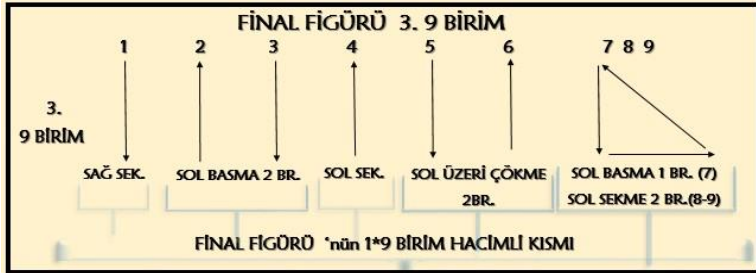 FİNAL FİGÜRÜ 3. 9 BİRİM
1 2 3 4 5 6 7 8 9
3.
9 BİRİM
SAĞ SEK. SOL BASMA 2 BR. SOL SEK. SOL ÜZERİ ÇÖKME SOL BASMA 1 BR. (7)
2BR. SOL SEKME 2 BR.(8-9)
FİNAL FİGÜRÜ 'nün 1*9 BİRİM HACİMLİ KISMI